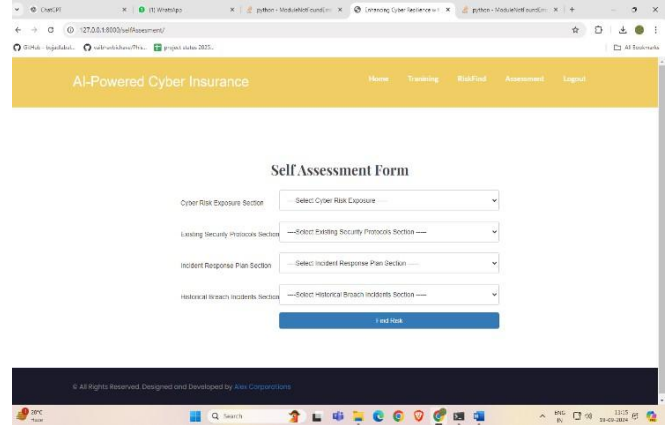 ChatGPT
(1) WhatsApp
python - ModuleNotFoundErr
Enhancing Cyber Resilience wit
python - ModuleNotFoundErr
127.0.0.1:8000/selfAssesment/
project status 2023..
All Bookmarks
AI-Powered Cyber Insurance
Home Trainning RiskFind Assessment Logout
Self Assessment Form
Cyber Risk Exposure Section
----Select Cyber Risk Exposure -----
Existing Security Protocols Section
----Select Existing Security Protocols Section -----
Incident Response Plan Section
----Select Incident Response Plan Section -----
Historical Breach Incidents Section
----Select Historical Breach Incidents Section -----
Find Risk
© All Rights Reserved. Designed and Developed by Alex Corporations
Search
ENG
IN